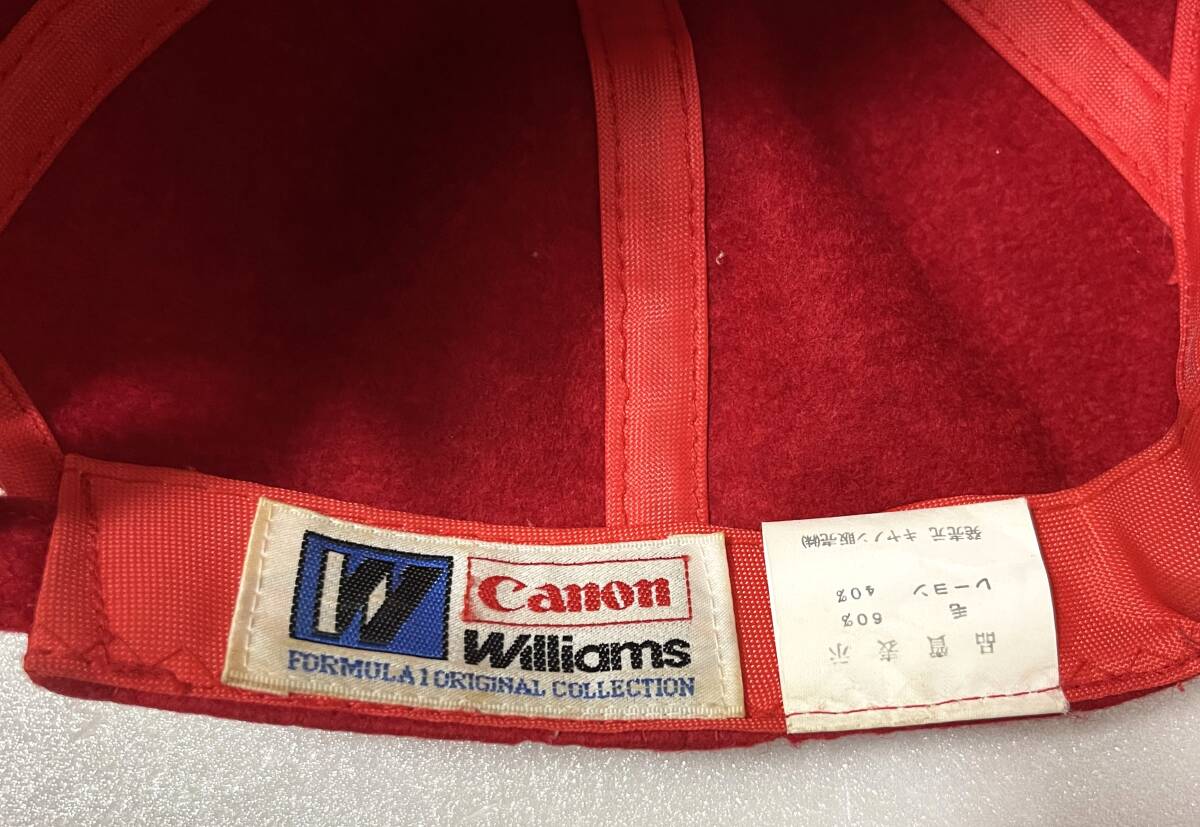 W
Canon
Williams
FORMULA 1 ORIGINAL COLLECTION
品質表示
毛 60%
レーヨン 40%
発売元 キヤノン販売㈱